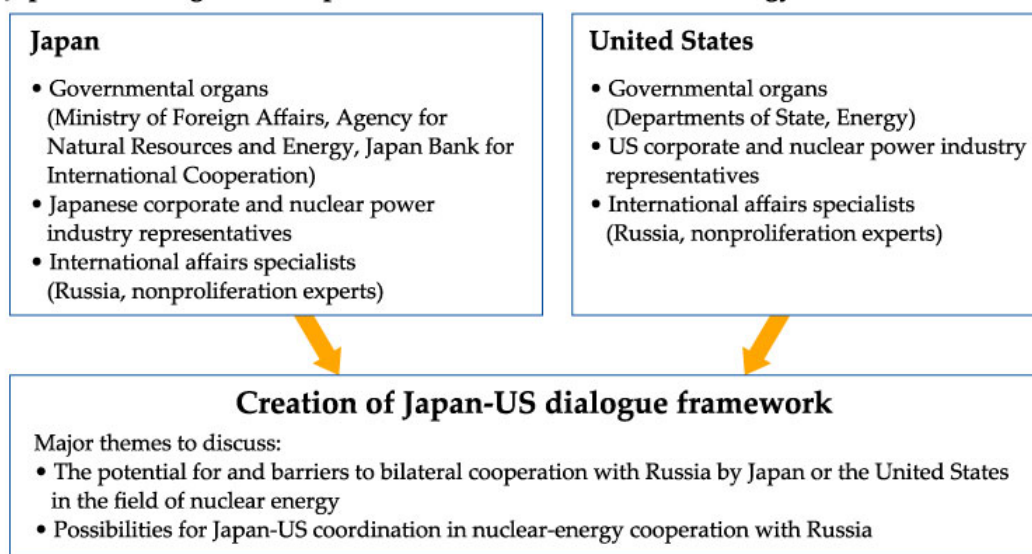 Japan
• Governmental organs
(Ministry of Foreign Affairs, Agency for
Natural Resources and Energy, Japan Bank for
International Cooperation)
• Japanese corporate and nuclear power
industry representatives
• International affairs specialists
(Russia, nonproliferation experts)
United States
• Governmental organs
(Departments of State, Energy)
• US corporate and nuclear power industry
representatives
• International affairs specialists
(Russia, nonproliferation experts)
Creation of Japan-US dialogue framework
Major themes to discuss:
• The potential for and barriers to bilateral cooperation with Russia by Japan or the United States
in the field of nuclear energy
• Possibilities for Japan-US coordination in nuclear-energy cooperation with Russia